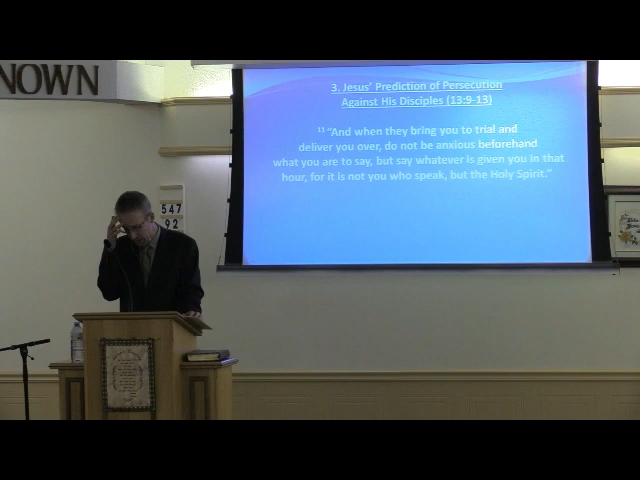 NOWN
3. Jesus' Prediction of Persecution
Against His Disciples (13:9-13)
11 "And when they bring you to trial and
deliver you over, do not be anxious beforehand
what you are to say, but say whatever is given you in that
hour, for it is not you who speak, but the Holy Spirit."
547
92